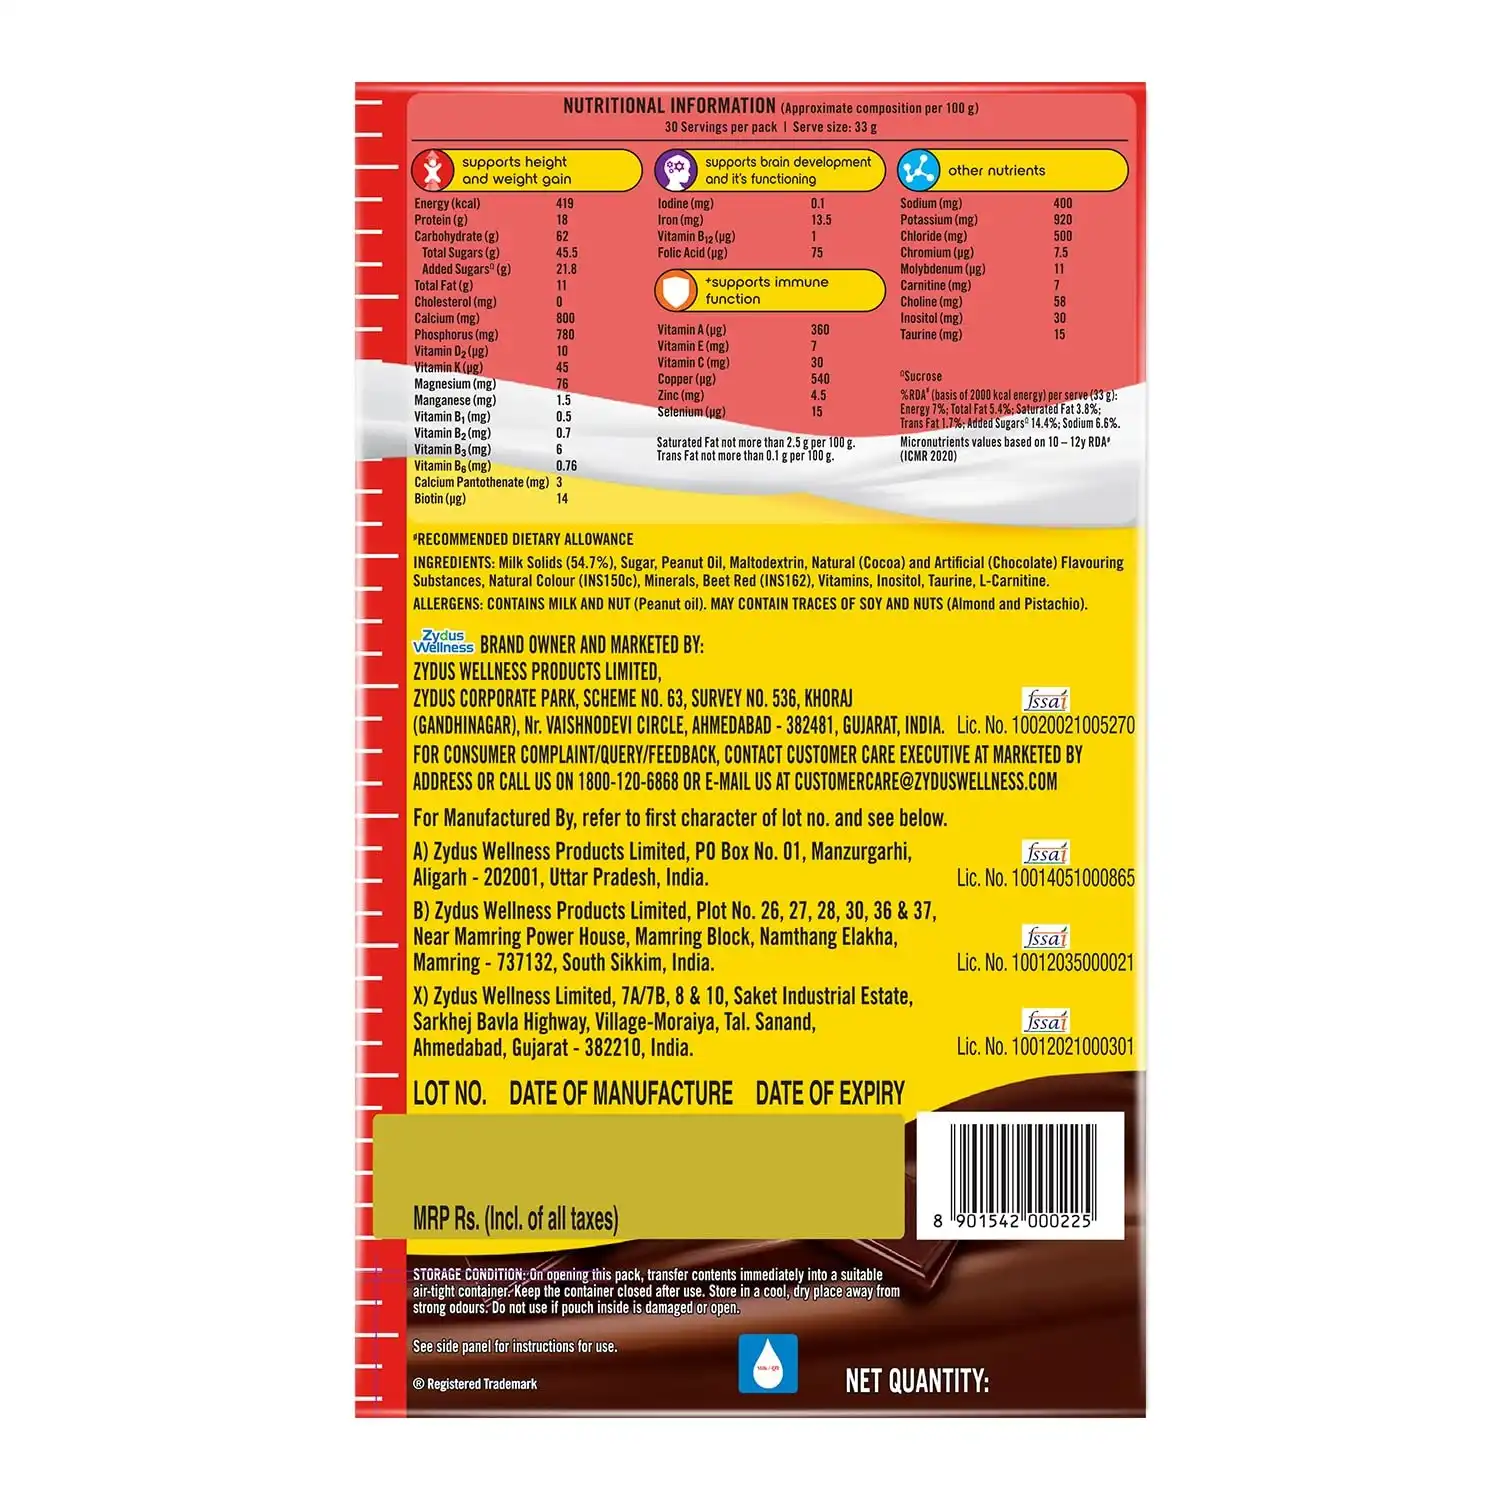 NUTRITIONAL INFORMATION (Approximate composition per 100 g)
30 Servings per pack | Serve size: 33 g
supports height
and weight gain
Energy (kcal) 419
Protein (g) 18
Carbohydrate (g) 62
Total Sugars (g) 45.5
Added Sugarsᴼ (g) 21.8
Total Fat (g) 11
Cholesterol (mg) 0
Calcium (mg) 800
Phosphorus (mg) 780
Vitamin D₂ (µg) 10
Vitamin K (µg) 45
Magnesium (mg) 76
Manganese (mg) 1.5
Vitamin B₁ (mg) 0.5
Vitamin B₂ (mg) 0.7
Vitamin B₃ (mg) 6
Vitamin B₆ (mg) 0.76
Calcium Pantothenate (mg) 3
Biotin (µg) 14
supports brain development
and it's functioning
Iodine (mg) 0.1
Iron (mg) 13.5
Vitamin B₁₂ (µg) 1
Folic Acid (µg) 75
+supports immune
function
Vitamin A (µg) 360
Vitamin E (mg) 7
Vitamin C (mg) 30
Copper (µg) 540
Zinc (mg) 4.5
Selenium (µg) 15
Saturated Fat not more than 2.5 g per 100 g.
Trans Fat not more than 0.1 g per 100 g.
other nutrients
Sodium (mg) 400
Potassium (mg) 920
Chloride (mg) 500
Chromium (µg) 7.5
Molybdenum (µg) 11
Carnitine (mg) 7
Choline (mg) 58
Inositol (mg) 30
Taurine (mg) 15
ᴼSucrose
%RDA# (basis of 2000 kcal energy) per serve (33 g):
Energy 7%; Total Fat 5.4%; Saturated Fat 3.8%;
Trans Fat 1.7%; Added Sugarsᴼ 14.4%; Sodium 6.6%.
Micronutrients values based on 10 – 12y RDA#
(ICMR 2020)
#RECOMMENDED DIETARY ALLOWANCE
INGREDIENTS: Milk Solids (54.7%), Sugar, Peanut Oil, Maltodextrin, Natural (Cocoa) and Artificial (Chocolate) Flavouring
Substances, Natural Colour (INS150c), Minerals, Beet Red (INS162), Vitamins, Inositol, Taurine, L-Carnitine.
ALLERGENS: CONTAINS MILK AND NUT (Peanut oil). MAY CONTAIN TRACES OF SOY AND NUTS (Almond and Pistachio).
Zydus
Wellness BRAND OWNER AND MARKETED BY:
ZYDUS WELLNESS PRODUCTS LIMITED,
ZYDUS CORPORATE PARK, SCHEME NO. 63, SURVEY NO. 536, KHORAJ
(GANDHINAGAR), Nr. VAISHNODEVI CIRCLE, AHMEDABAD - 382481, GUJARAT, INDIA.
fssai
Lic. No. 10020021005270
FOR CONSUMER COMPLAINT/QUERY/FEEDBACK, CONTACT CUSTOMER CARE EXECUTIVE AT MARKETED BY
ADDRESS OR CALL US ON 1800-120-6868 OR E-MAIL US AT CUSTOMERCARE@ZYDUSWELLNESS.COM
For Manufactured By, refer to first character of lot no. and see below.
A) Zydus Wellness Products Limited, PO Box No. 01, Manzurgarhi,
Aligarh - 202001, Uttar Pradesh, India.
fssai
Lic. No. 10014051000865
B) Zydus Wellness Products Limited, Plot No. 26, 27, 28, 30, 36 & 37,
Near Mamring Power House, Mamring Block, Namthang Elakha,
Mamring - 737132, South Sikkim, India.
fssai
Lic. No. 10012035000021
X) Zydus Wellness Limited, 7A/7B, 8 & 10, Saket Industrial Estate,
Sarkhej Bavla Highway, Village-Moraiya, Tal. Sanand,
Ahmedabad, Gujarat - 382210, India.
fssai
Lic. No. 10012021000301
LOT NO. DATE OF MANUFACTURE DATE OF EXPIRY
MRP Rs. (Incl. of all taxes)
8 901542 000225
STORAGE CONDITION: On opening this pack, transfer contents immediately into a suitable
air-tight container. Keep the container closed after use. Store in a cool, dry place away from
strong odours. Do not use if pouch inside is damaged or open.
See side panel for instructions for use.
® Registered Trademark
NET QUANTITY: